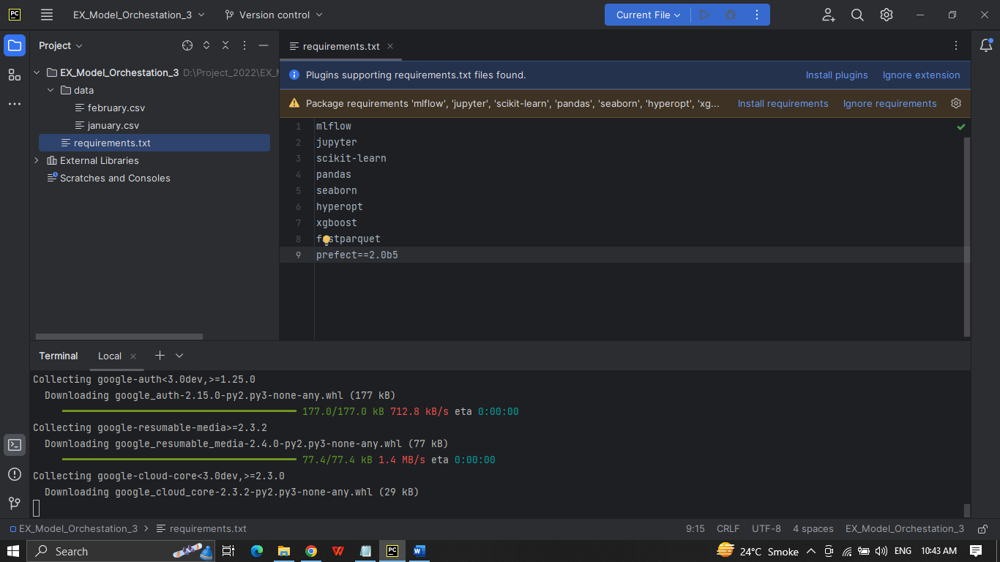 PC EX_Model_Orchestation_3 Version control Current File
Project
requirements.txt
EX_Model_Orchestation_3 D:\Project_2022\EX_
data
february.csv
january.csv
requirements.txt
External Libraries
Scratches and Consoles
Plugins supporting requirements.txt files found. Install plugins Ignore extension
Package requirements 'mlflow', 'jupyter', 'scikit-learn', 'pandas', 'seaborn', 'hyperopt', 'xg... Install requirements Ignore requirements
1 mlflow
2 jupyter
3 scikit-learn
4 pandas
5 seaborn
6 hyperopt
7 xgboost
8 fastparquet
9 prefect==2.0b5
Terminal Local
Collecting google-auth<3.0dev,>=1.25.0
Downloading google_auth-2.15.0-py2.py3-none-any.whl (177 kB)
177.0/177.0 kB 712.8 kB/s eta 0:00:00
Collecting google-resumable-media>=2.3.2
Downloading google_resumable_media-2.4.0-py2.py3-none-any.whl (77 kB)
77.4/77.4 kB 1.4 MB/s eta 0:00:00
Collecting google-cloud-core<3.0dev,>=2.3.0
Downloading google_cloud_core-2.3.2-py2.py3-none-any.whl (29 kB)
EX_Model_Orchestation_3 > requirements.txt 9:15 CRLF UTF-8 4 spaces EX_Model_Orchestation_3
Search 24°C Smoke ENG 10:43 AM